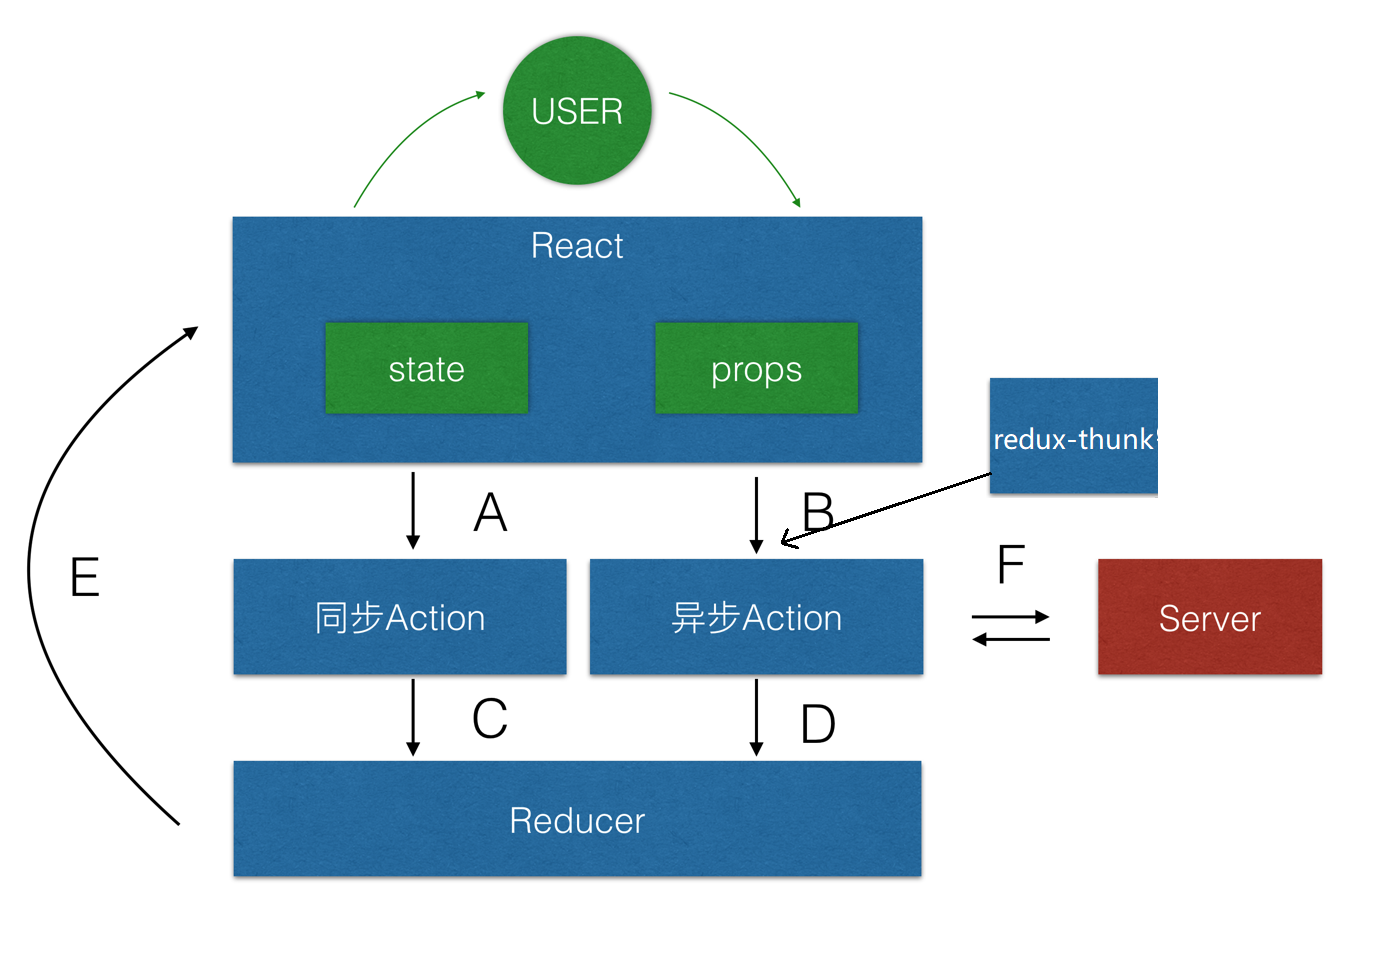 USER
React
state
props
redux-thunk
A
B
E
F
同步Action
异步Action
Server
C
D
Reducer